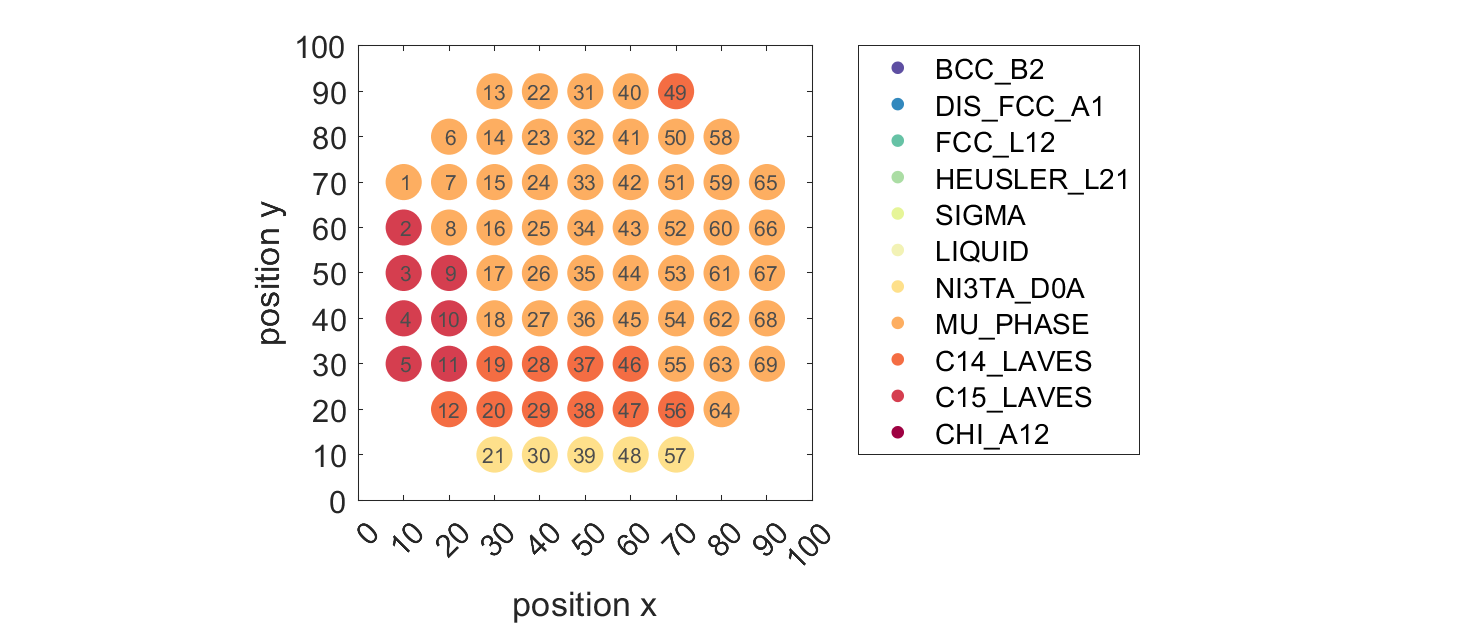 100
90
80
70
60
50
40
30
20
10
0
position y
13 22 31 40 49
6 14 23 32 41 50 58
1 7 15 24 33 42 51 59 65
2 8 16 25 34 43 52 60 66
3 9 17 26 35 44 53 61 67
4 10 18 27 36 45 54 62 68
5 11 19 28 37 46 55 63 69
12 20 29 38 47 56 64
21 30 39 48 57
0 10 20 30 40 50 60 70 80 90 100
position x
BCC_B2
DIS_FCC_A1
FCC_L12
HEUSLER_L21
SIGMA
LIQUID
NI3TA_D0A
MU_PHASE
C14_LAVES
C15_LAVES
CHI_A12